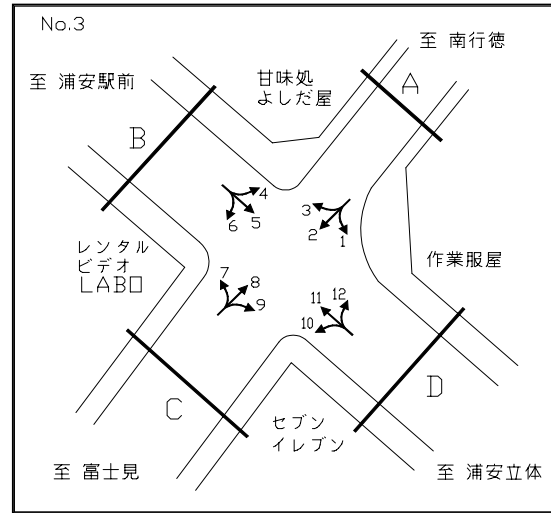 No.3
至 南行徳
至 浦安駅前
甘味処
よしだ屋
A
B
4
5
6
3
2
1
レンタル
ビデオ
LABO
作業服屋
7
8
9
12
11
10
C
D
セブン
イレブン
至 富士見
至 浦安立体